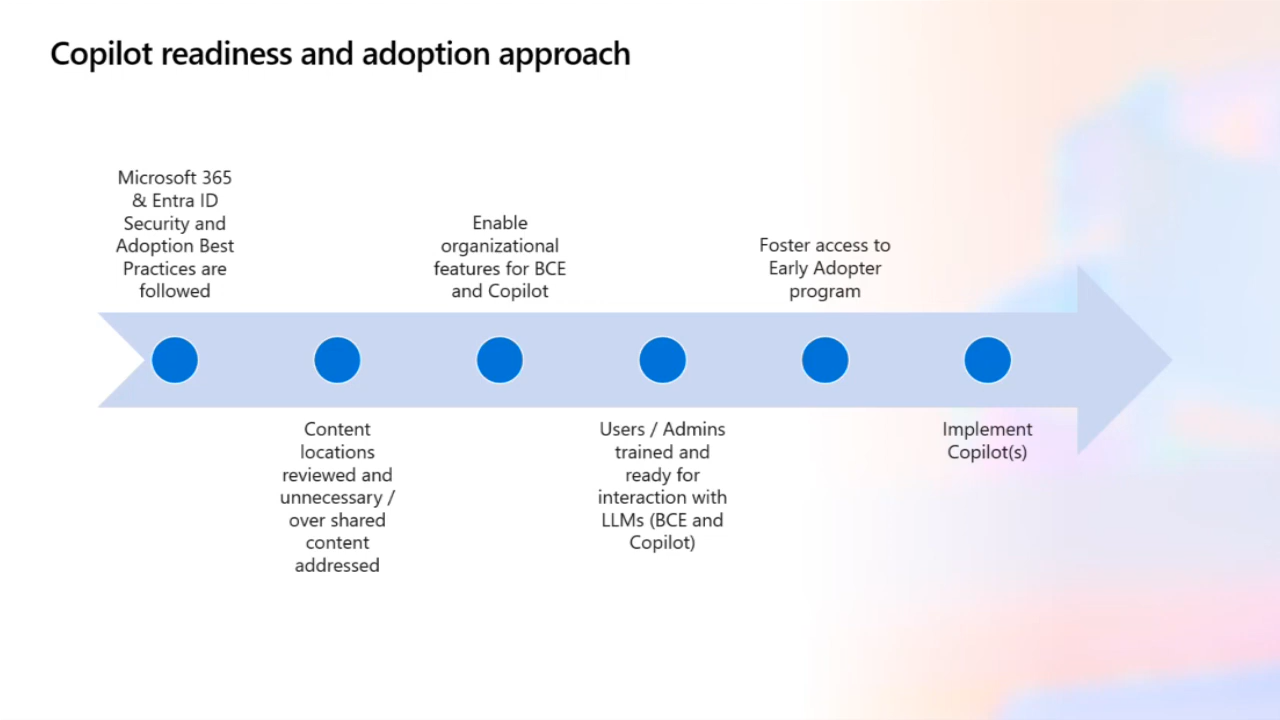 Copilot readiness and adoption approach
Microsoft 365
& Entra ID
Security and
Adoption Best
Practices are
followed
Content
locations
reviewed and
unnecessary /
over shared
content
addressed
Enable
organizational
features for BCE
and Copilot
Users / Admins
trained and
ready for
interaction with
LLMs (BCE and
Copilot)
Foster access to
Early Adopter
program
Implement
Copilot(s)